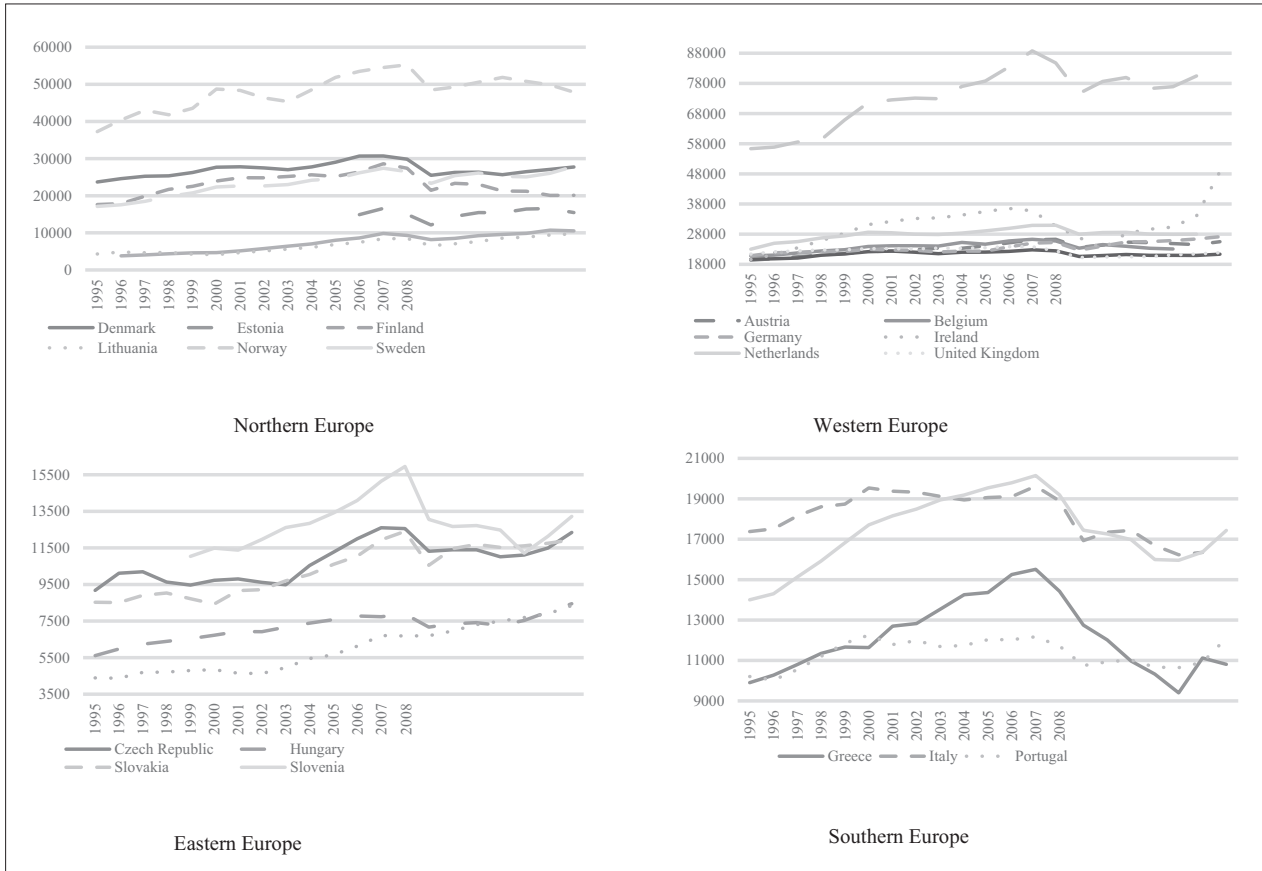 60000
50000
40000
30000
20000
10000
0
1995 1996 1997 1998 1999 2000 2001 2002 2003 2004 2005 2006 2007 2008
Denmark Estonia Finland
Lithuania Norway Sweden
Northern Europe
88000
78000
68000
58000
48000
38000
28000
18000
1995 1996 1997 1998 1999 2000 2001 2002 2003 2004 2005 2006 2007 2008
Austria Belgium
Germany Ireland
Netherlands United Kingdom
Western Europe
15500
13500
11500
9500
7500
5500
3500
1995 1996 1997 1998 1999 2000 2001 2002 2003 2004 2005 2006 2007 2008
Czech Republic Hungary
Slovakia Slovenia
Eastern Europe
21000
19000
17000
15000
13000
11000
9000
1995 1996 1997 1998 1999 2000 2001 2002 2003 2004 2005 2006 2007 2008
Greece Italy Portugal
Southern Europe